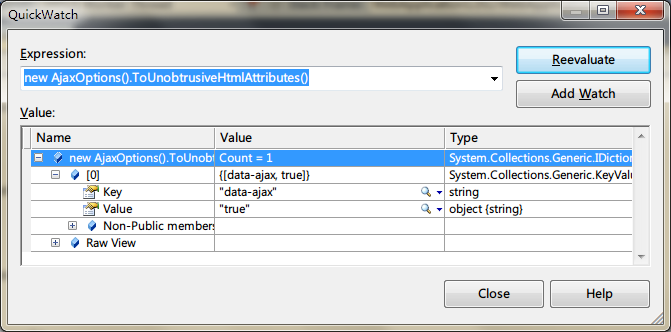 QuickWatch
Expression:
new AjaxOptions().ToUnobtrusiveHtmlAttributes()
Reevaluate
Add Watch
Value:
Name Value Type
new AjaxOptions().ToUnobt Count = 1 System.Collections.Generic.IDiction
[0] {[data-ajax, true]} System.Collections.Generic.KeyValu
Key "data-ajax" string
Value "true" object {string}
Non-Public members
Raw View
Close Help